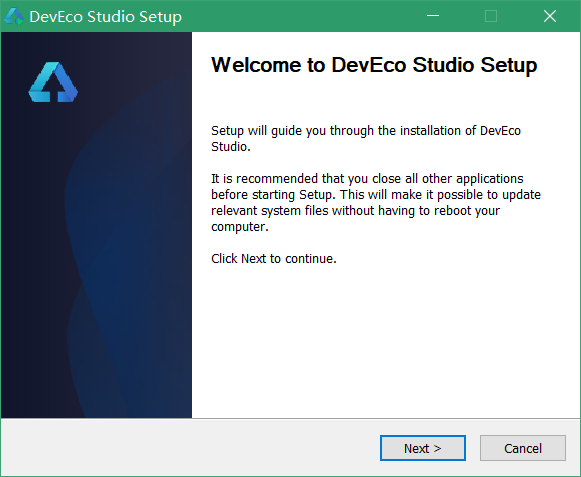 DevEco Studio Setup
Welcome to DevEco Studio Setup
Setup will guide you through the installation of DevEco
Studio.
It is recommended that you close all other applications
before starting Setup. This will make it possible to update
relevant system files without having to reboot your
computer.
Click Next to continue.
Next >
Cancel